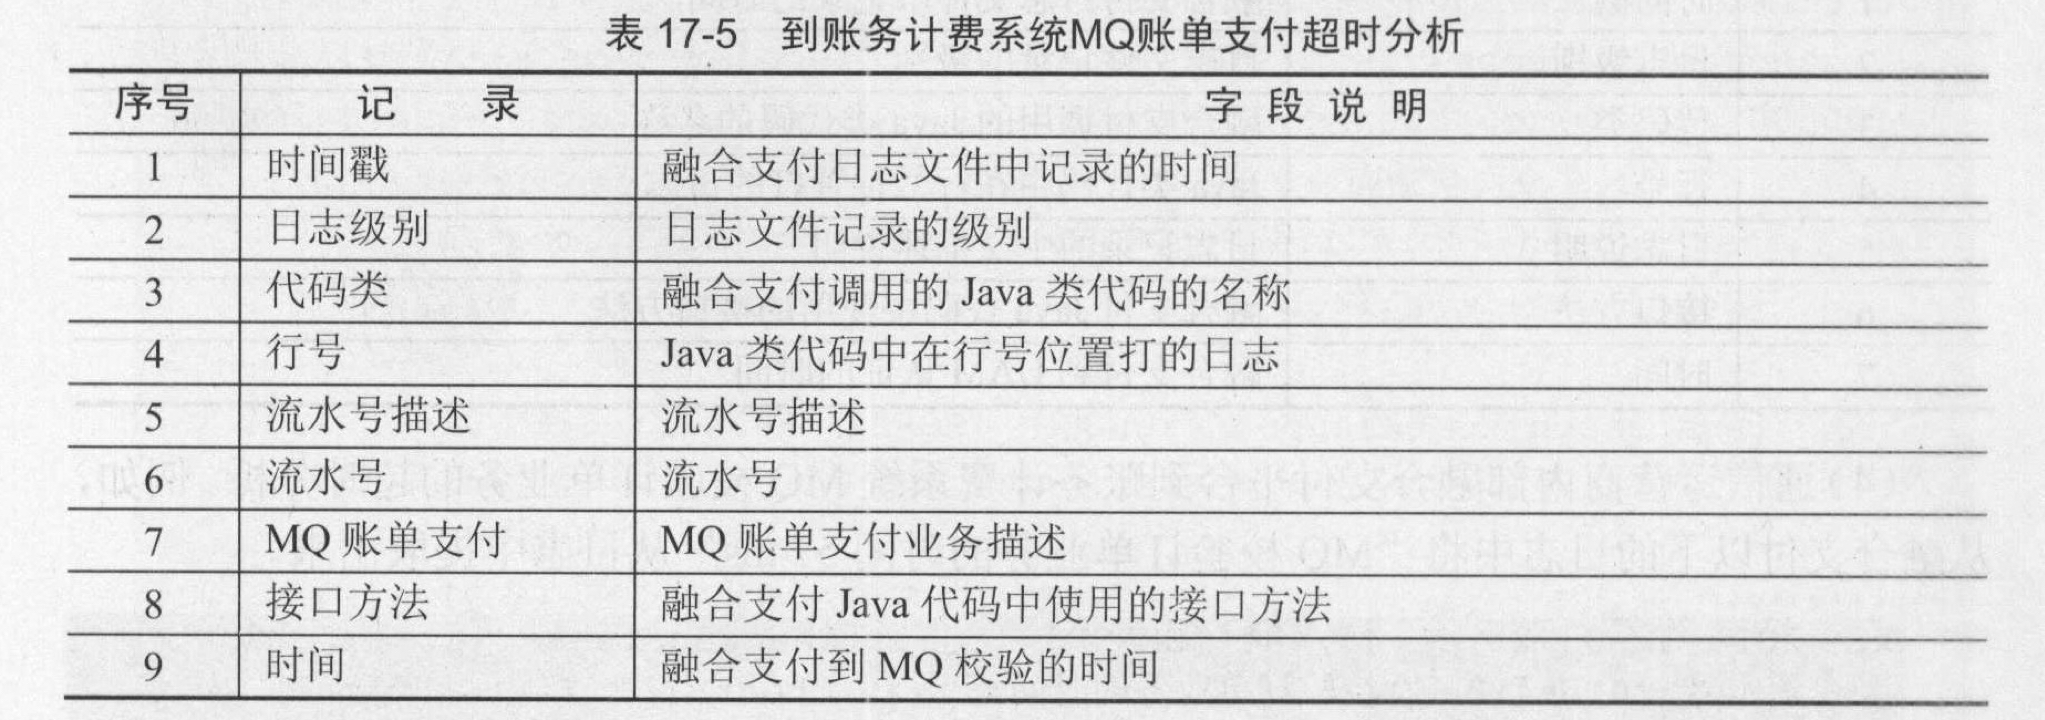 表 17-5 到账务计费系统MQ账单支付超时分析
序号 记录 字段说明
1 时间戳 融合支付日志文件中记录的时间
2 日志级别 日志文件记录的级别
3 代码类 融合支付调用的 Java 类代码的名称
4 行号 Java 类代码中在行号位置打的日志
5 流水号描述 流水号描述
6 流水号 流水号
7 MQ 账单支付 MQ 账单支付业务描述
8 接口方法 融合支付 Java 代码中使用的接口方法
9 时间 融合支付到 MQ 校验的时间